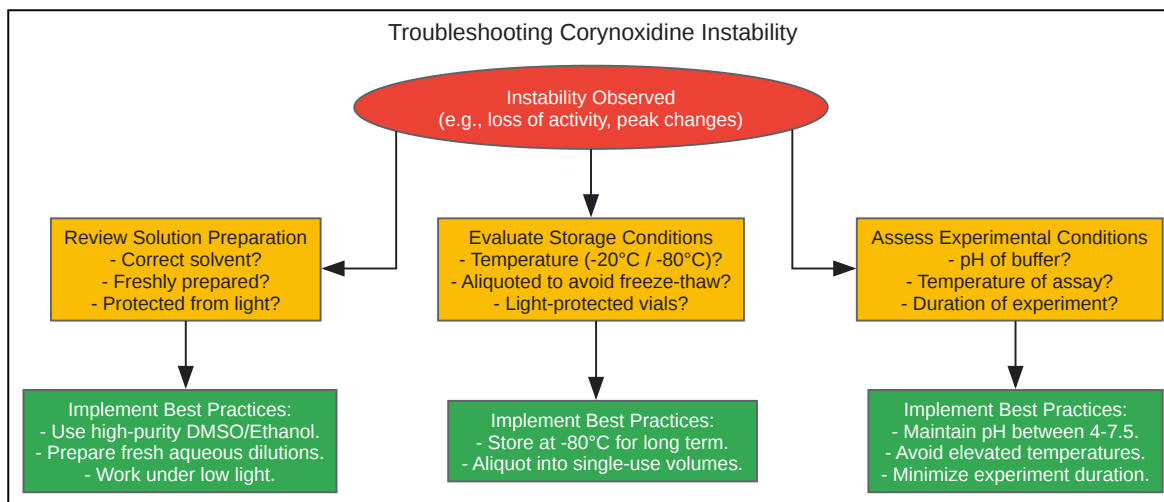 Troubleshooting Corynoxidine Instability
Instability Observed
(e.g., loss of activity, peak changes)
Review Solution Preparation
- Correct solvent?
- Freshly prepared?
- Protected from light?
Evaluate Storage Conditions
- Temperature (-20°C / -80°C)?
- Aliquoted to avoid freeze-thaw?
- Light-protected vials?
Assess Experimental Conditions
- pH of buffer?
- Temperature of assay?
- Duration of experiment?
Implement Best Practices:
- Use high-purity DMSO/Ethanol.
- Prepare fresh aqueous dilutions.
- Work under low light.
Implement Best Practices:
- Store at -80°C for long term.
- Aliquot into single-use volumes.
Implement Best Practices:
- Maintain pH between 4-7.5.
- Avoid elevated temperatures.
- Minimize experiment duration.